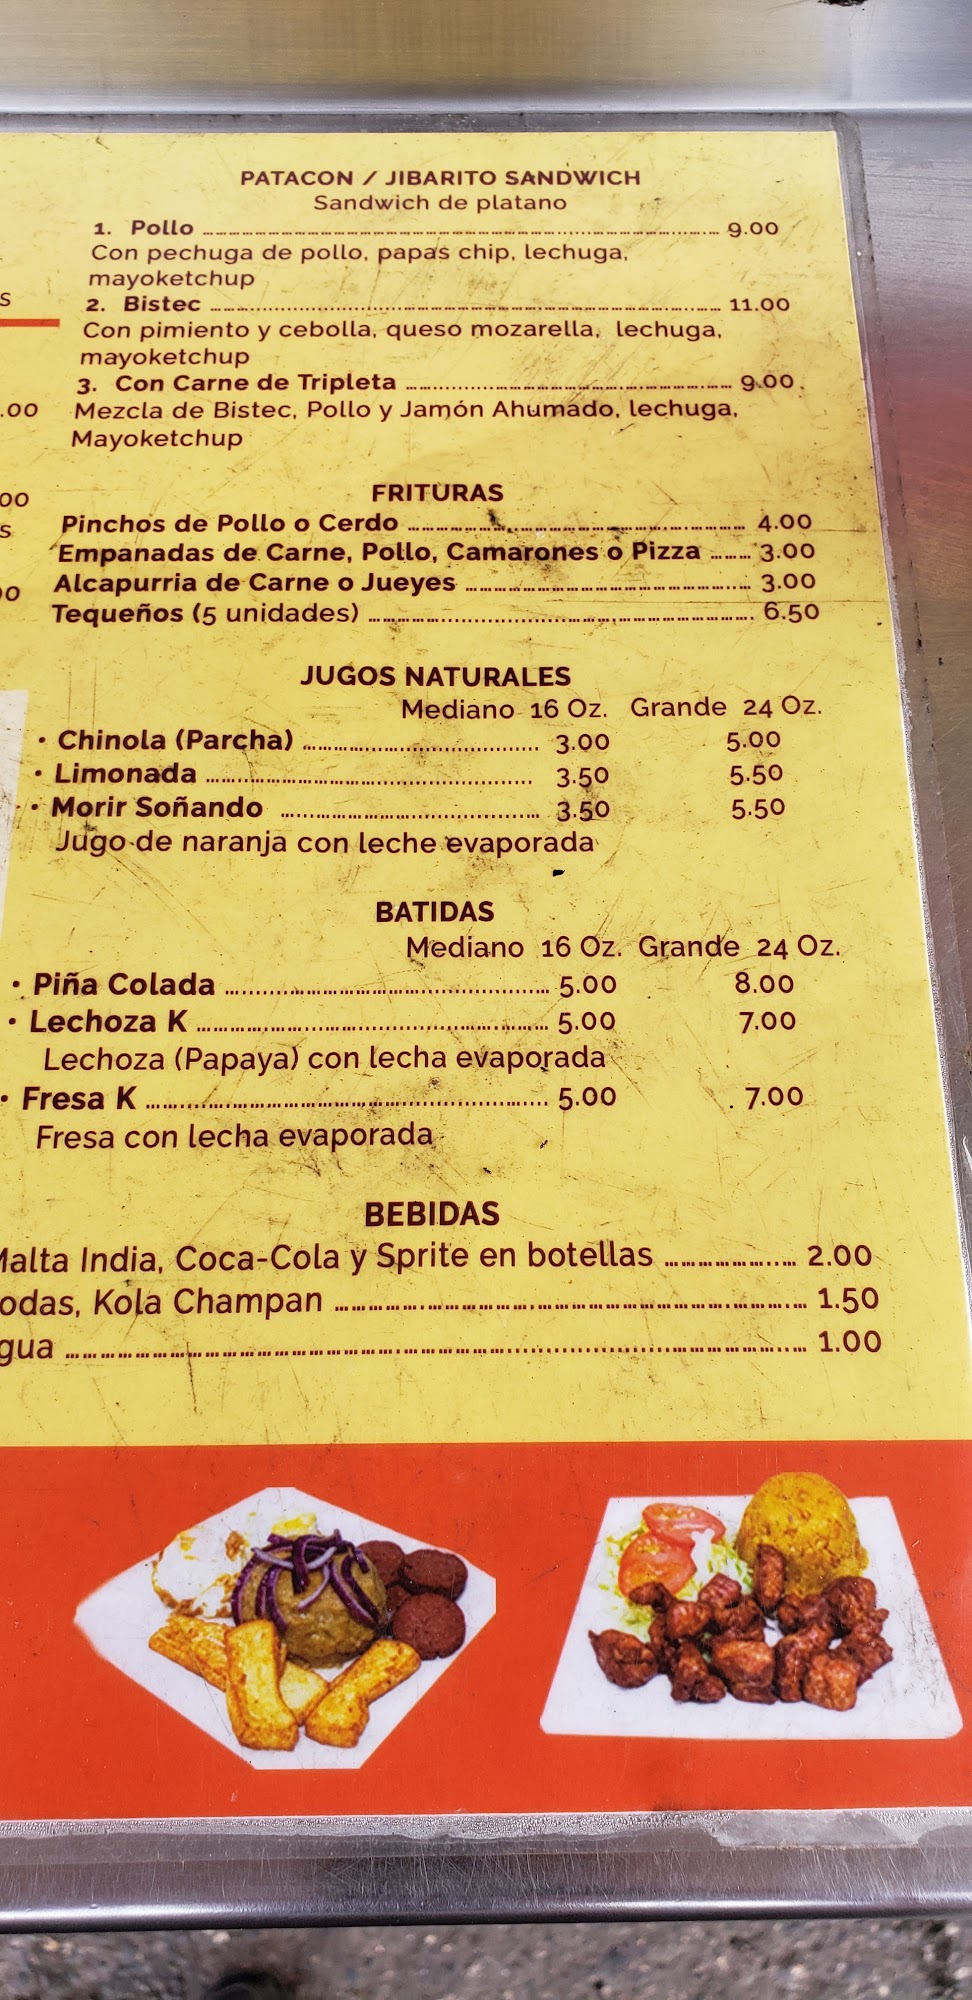 PATACON / JIBARITO SANDWICH
Sandwich de platano
1. Pollo 9.00
Con pechuga de pollo, papas chip, lechuga,
mayoketchup
s
2. Bistec 11.00
Con pimiento y cebolla, queso mozarella, lechuga,
mayoketchup
3. Con Carne de Tripleta 9.00
.00
Mezcla de Bistec, Pollo y Jamón Ahumado, lechuga,
Mayoketchup
FRITURAS
00
Pinchos de Pollo o Cerdo 4.00
s
Empanadas de Carne, Pollo, Camarones o Pizza 3.00
Alcapurria de Carne o Jueyes 3.00
00
Tequeños (5 unidades) 6.50
JUGOS NATURALES
Mediano 16 Oz. Grande 24 Oz.
• Chinola (Parcha) 3.00 5.00
• Limonada 3.50 5.50
• Morir Soñando 3.50 5.50
Jugo de naranja con leche evaporada
BATIDAS
Mediano 16 Oz. Grande 24 Oz.
• Piña Colada 5.00 8.00
• Lechoza K 5.00 7.00
Lechoza (Papaya) con lecha evaporada
• Fresa K 5.00 7.00
Fresa con lecha evaporada
BEBIDAS
Malta India, Coca-Cola y Sprite en botellas 2.00
odas, Kola Champan 1.50
gua 1.00